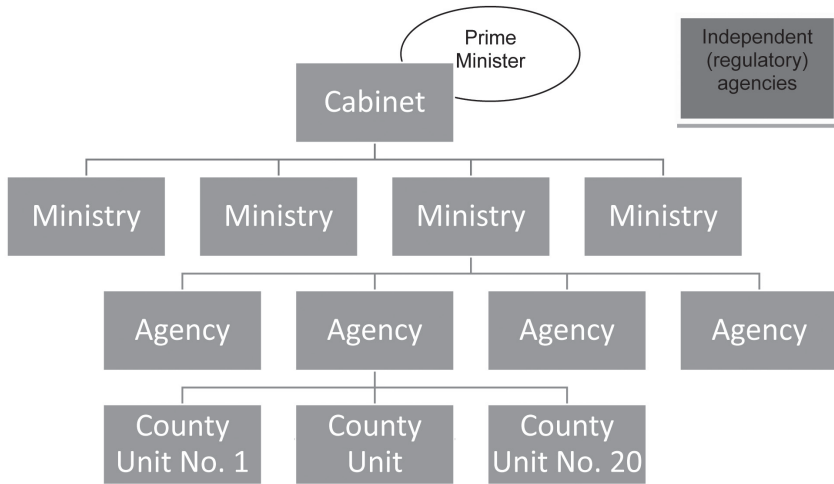 Prime
Minister
Independent
(regulatory)
agencies
Cabinet
Ministry
Ministry
Ministry
Ministry
Agency
Agency
Agency
Agency
County
Unit No. 1
County
Unit
County
Unit No. 20